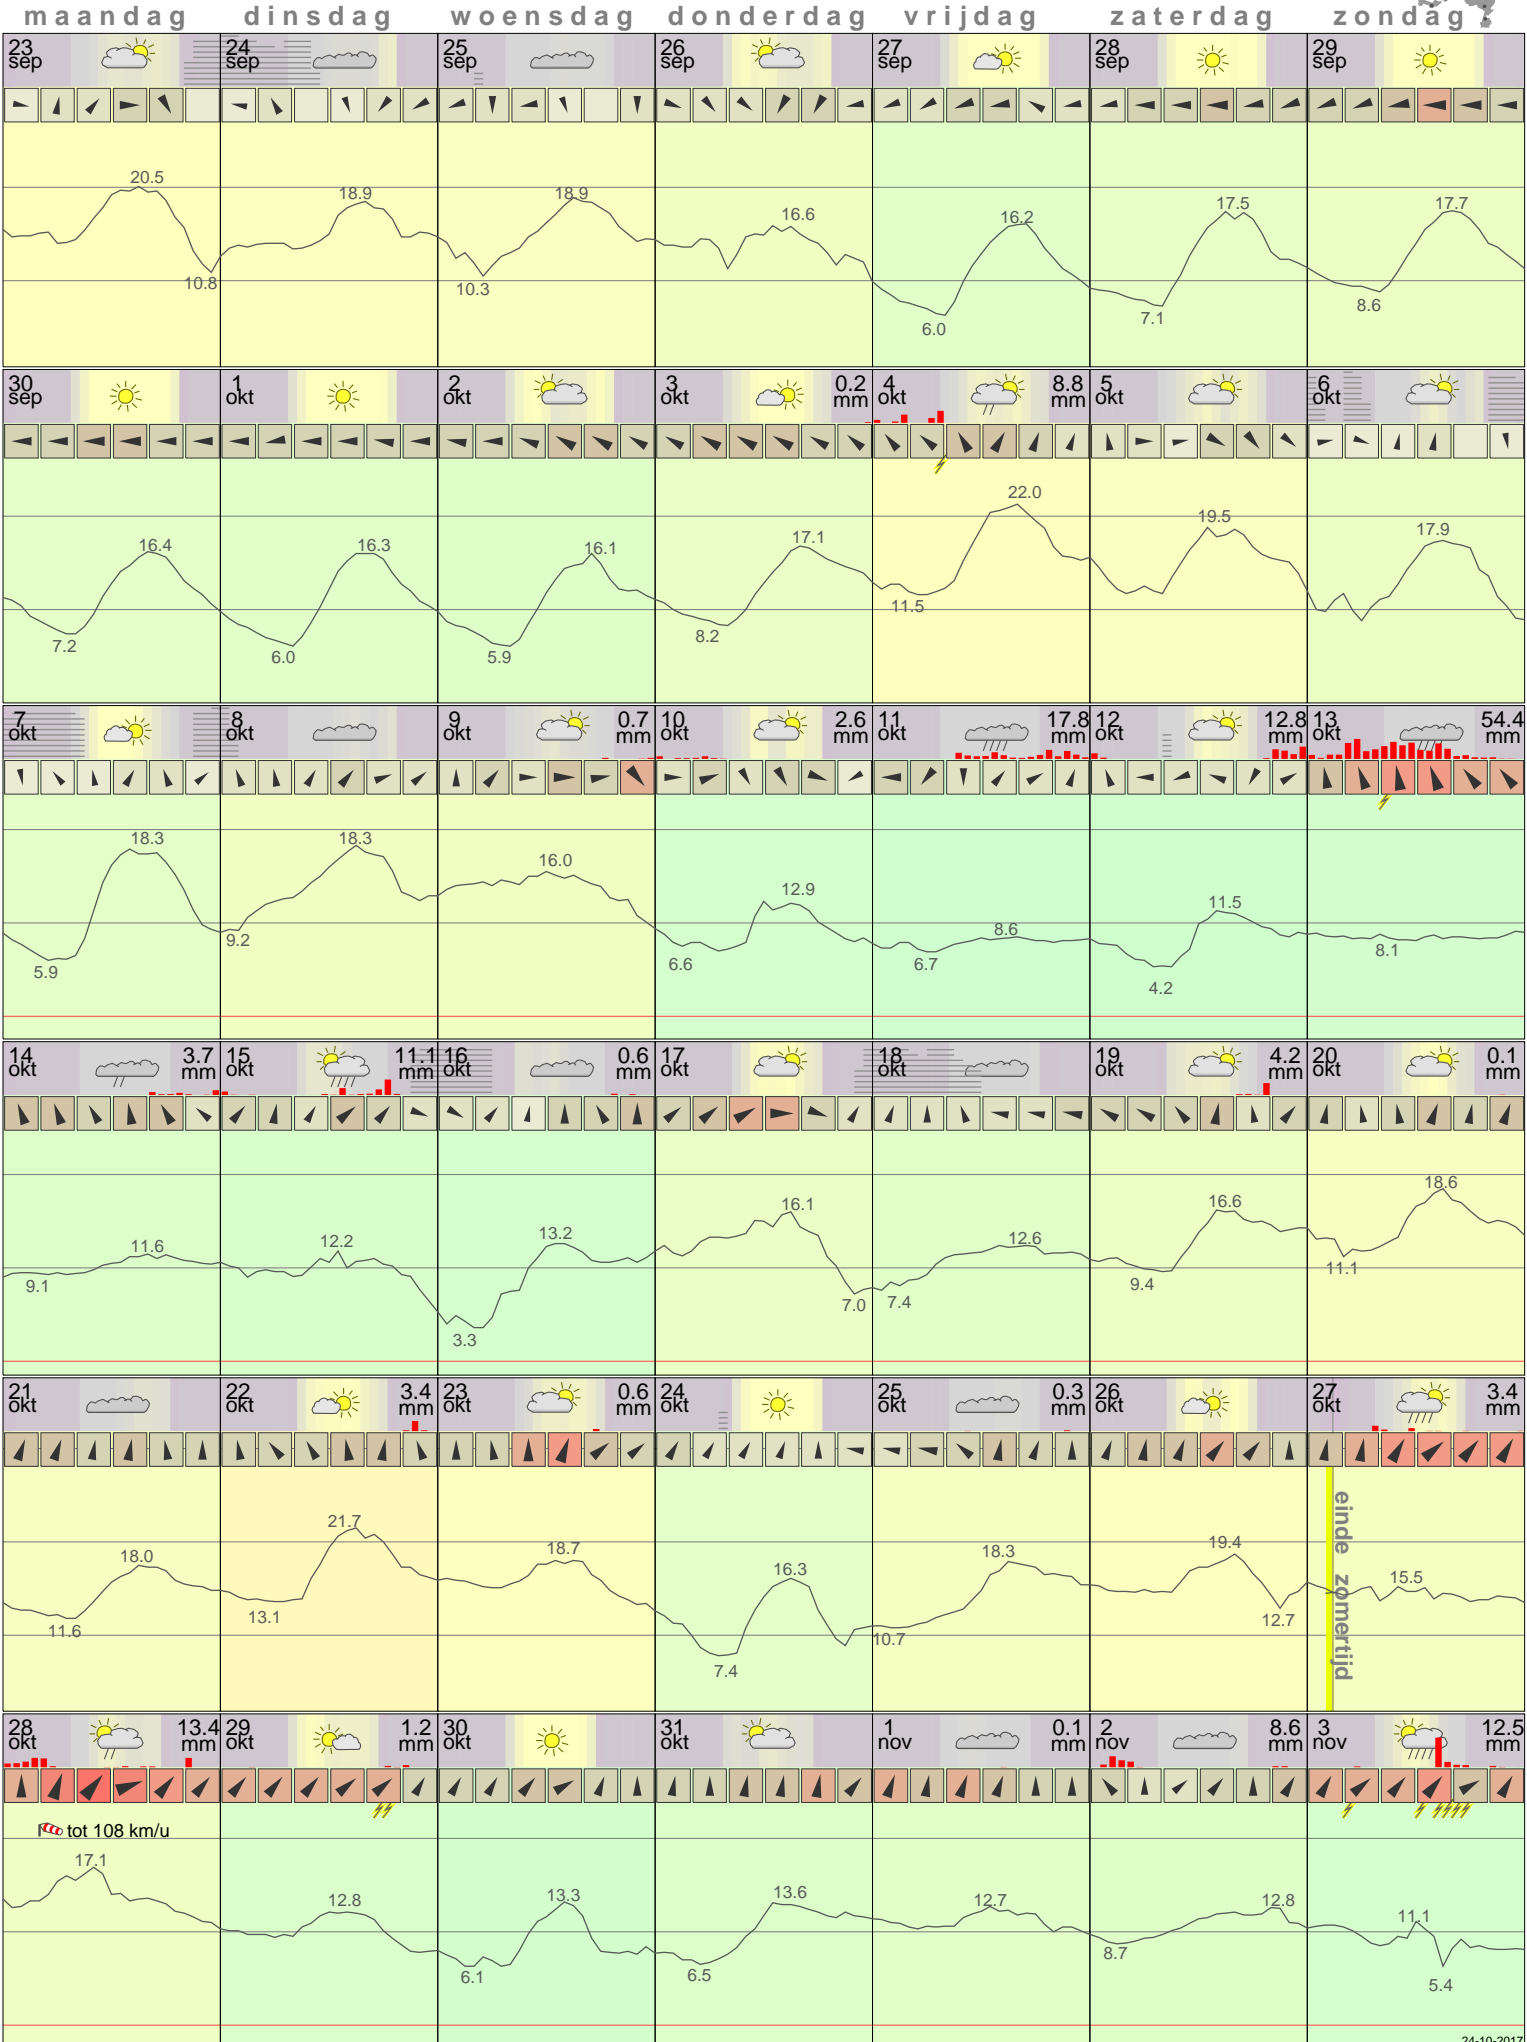 maandag dinsdag woensdag donderdag vrijdag zaterdag zondag
23 sep 24 sep 25 sep 26 sep 27 sep 28 sep 29 sep
20.5 10.8 18.9 10.3 18.9 16.6 6.0 16.2 7.1 17.5 8.6 17.7
30 sep 1 okt 2 okt 3 okt 0.2 mm 4 okt 8.8 mm 5 okt 6 okt
7.2 16.4 6.0 16.3 5.9 16.1 8.2 17.1 11.5 22.0 19.5 17.9
7 okt 8 okt 9 okt 0.7 mm 10 okt 2.6 mm 11 okt 17.8 mm 12 okt 12.8 mm 13 okt 54.4 mm
5.9 18.3 9.2 18.3 16.0 6.6 12.9 6.7 8.6 4.2 11.5 8.1
14 okt 3.7 mm 15 okt 11.1 mm 16 okt 0.6 mm 17 okt 18 okt 19 okt 4.2 mm 20 okt 0.1 mm
9.1 11.6 12.2 3.3 13.2 16.1 7.0 7.4 12.6 9.4 16.6 11.1 18.6
21 okt 22 okt 3.4 mm 23 okt 0.6 mm 24 okt 25 okt 0.3 mm 26 okt 27 okt 3.4 mm
11.6 18.0 13.1 21.7 18.7 7.4 16.3 10.7 18.3 19.4 12.7 15.5
einde zomertijd
28 okt 13.4 mm 29 okt 1.2 mm 30 okt 31 okt 1 nov 0.1 mm 2 nov 8.6 mm 3 nov 12.5 mm
tot 108 km/u
17.1 12.8 6.1 13.3 6.5 13.6 12.7 8.7 12.8 11.1 5.4
24-10-2017